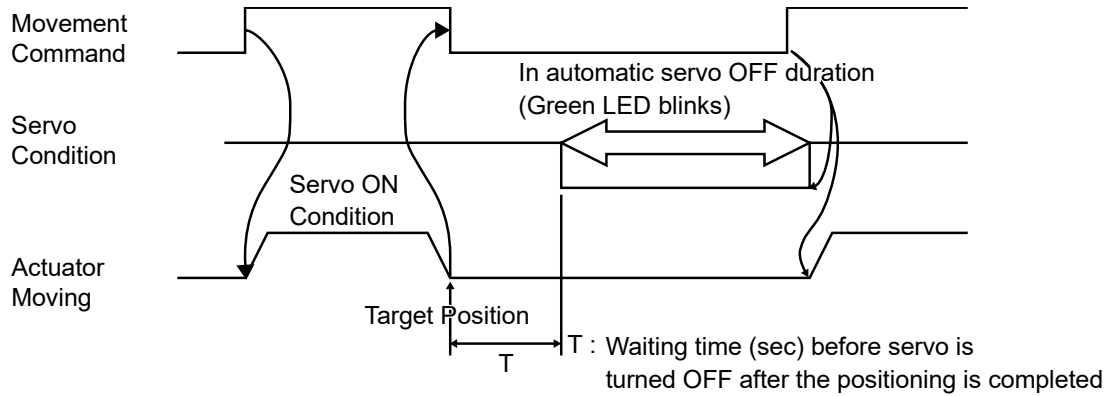 Movement
Command
In automatic servo OFF duration
(Green LED blinks)
Servo
Condition
Servo ON
Condition
Actuator
Moving
Target Position
T
T : Waiting time (sec) before servo is
turned OFF after the positioning is completed